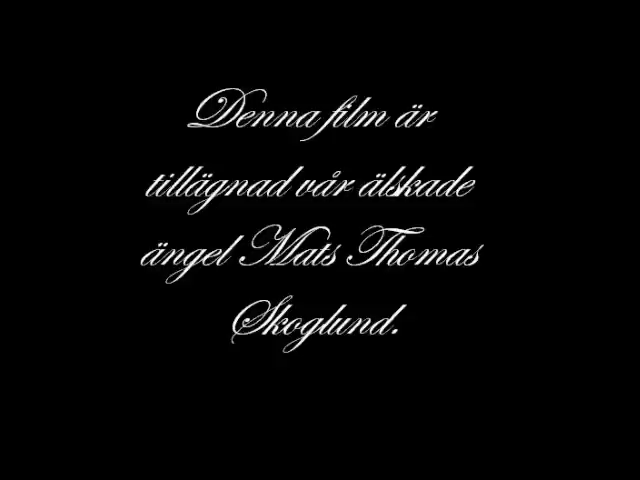 Denna film är
tillägnad vår älskade
ängel Mats Thomas
Skoglund.